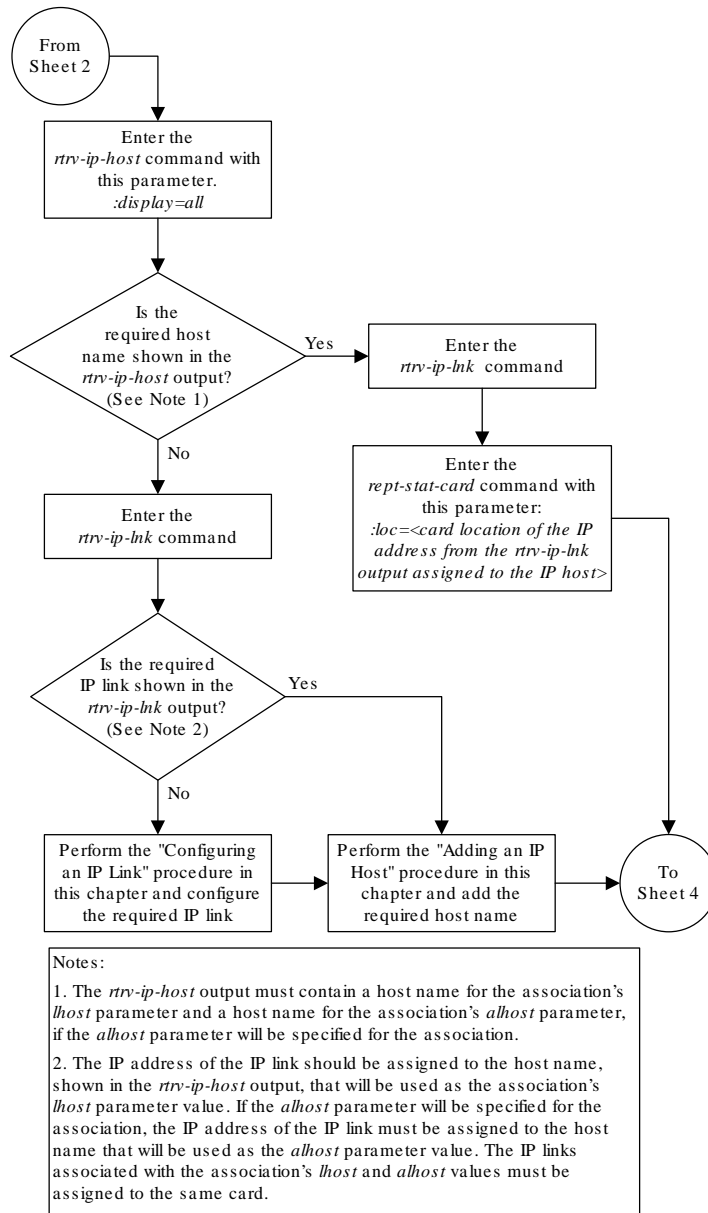 From
Sheet 2
Enter the
rtrv-ip-host command with
this parameter.
:display=all
Is the
required host
name shown in the
rtrv-ip-host output?
(See Note 1)
Yes
Enter the
rtrv-ip-lnk command
No
Enter the
rept-stat-card command with
this parameter:
:loc=<card location of the IP
address from the rtrv-ip-lnk
output assigned to the IP host>
Enter the
rtrv-ip-lnk command
Is the required
IP link shown in the
rtrv-ip-lnk output?
(See Note 2)
Yes
No
Perform the "Configuring
an IP Link" procedure in
this chapter and configure
the required IP link
Perform the "Adding an IP
Host" procedure in this
chapter and add the
required host name
To
Sheet 4
Notes:
1. The rtrv-ip-host output must contain a host name for the association’s
lhost parameter and a host name for the association’s alhost parameter,
if the alhost parameter will be specified for the association.
2. The IP address of the IP link should be assigned to the host name,
shown in the rtrv-ip-host output, that will be used as the association’s
lhost parameter value. If the alhost parameter will be specified for the
association, the IP address of the IP link must be assigned to the host
name that will be used as the alhost parameter value. The IP links
associated with the association’s lhost and alhost values must be
assigned to the same card.